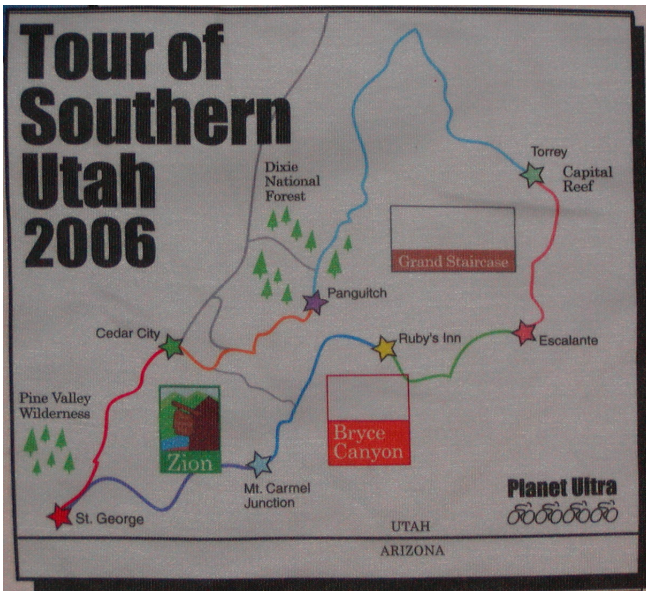 Tour of
Southern
Utah
2006
Dixie
National
Forest
Torrey
Capital
Reef
Grand Staircase
Panguitch
Cedar City
Ruby's Inn
Escalante
Pine Valley
Wilderness
Zion
Bryce
Canyon
Mt. Carmel
Junction
St. George
Planet Ultra
UTAH
ARIZONA